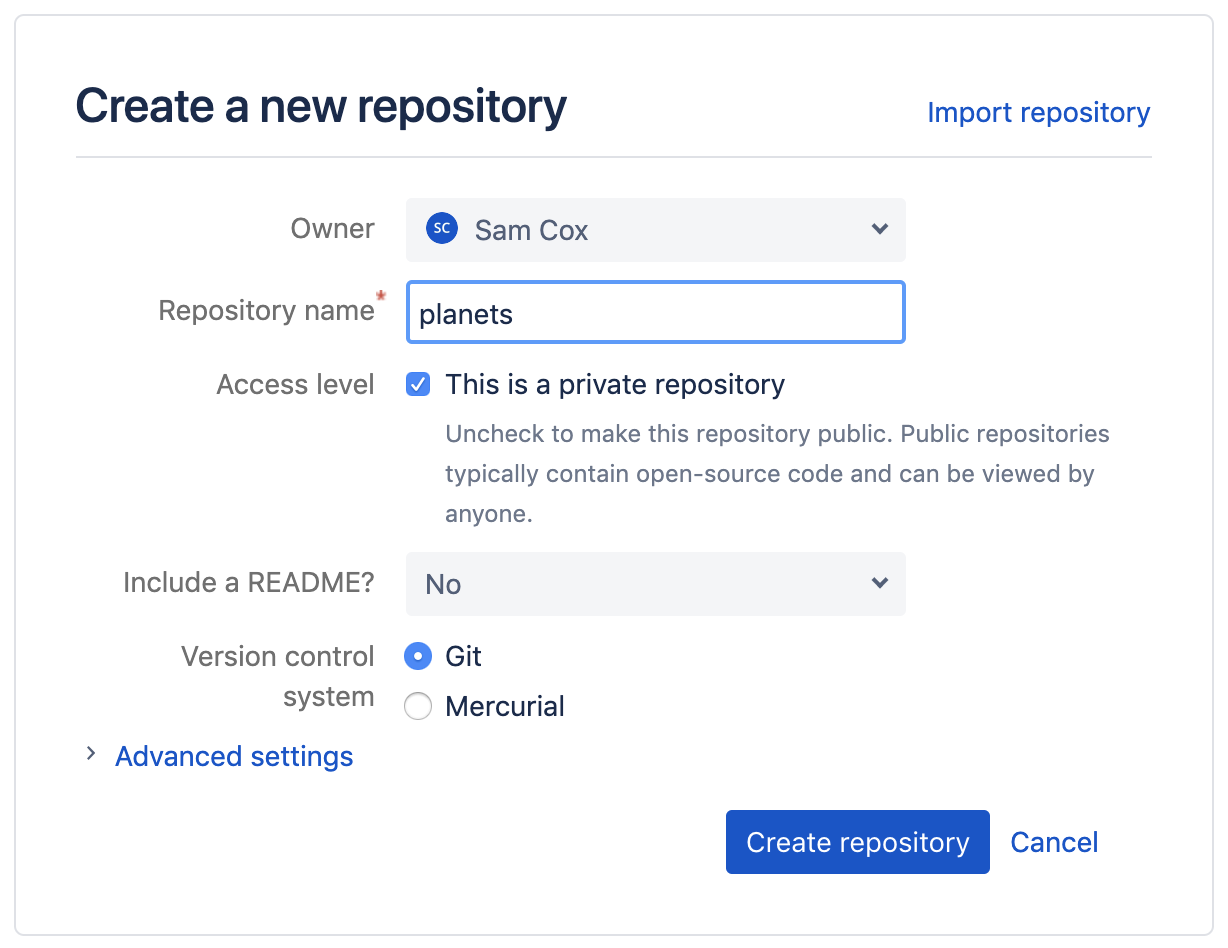 Create a new repository
Import repository
Owner
SC Sam Cox
Repository name*
planets
Access level
This is a private repository
Uncheck to make this repository public. Public repositories
typically contain open-source code and can be viewed by
anyone.
Include a README?
No
Version control
system
Git
Mercurial
Advanced settings
Create repository
Cancel